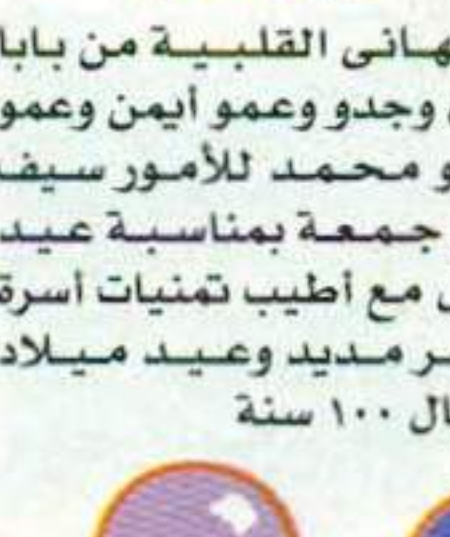 هانى القلبية من بابا
وجدو وعمو أيمن وعمو
و محمد للأمور سيف
جمعة بمناسبة عيد
مع أطيب تمنيات أسرة
ر مديد وعيد ميلاد
ال ١٠٠ سنة